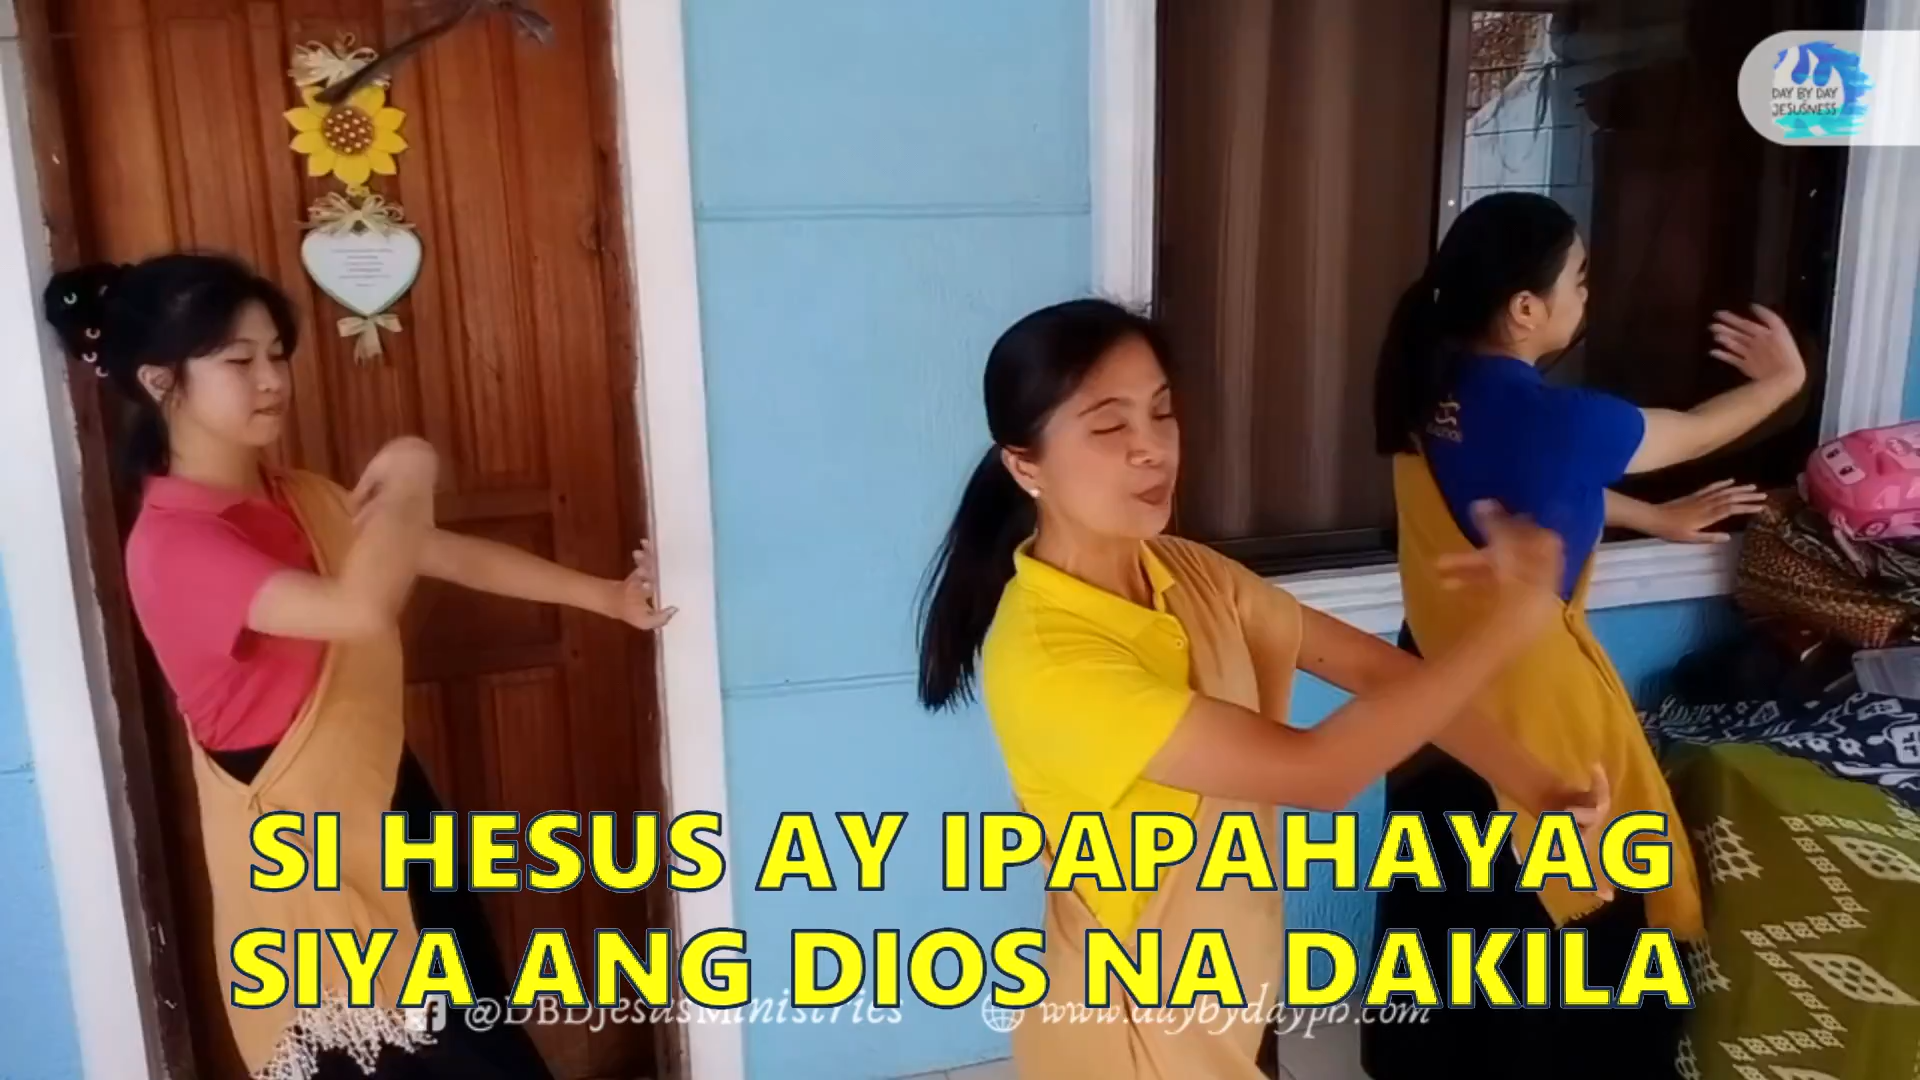 DAY BY DAY
JESUSNESS
SI HESUS AY IPAPAHAYAG
SIYA ANG DIOS NA DAKILA
@DBDJesusMinistries www.daybydayph.com